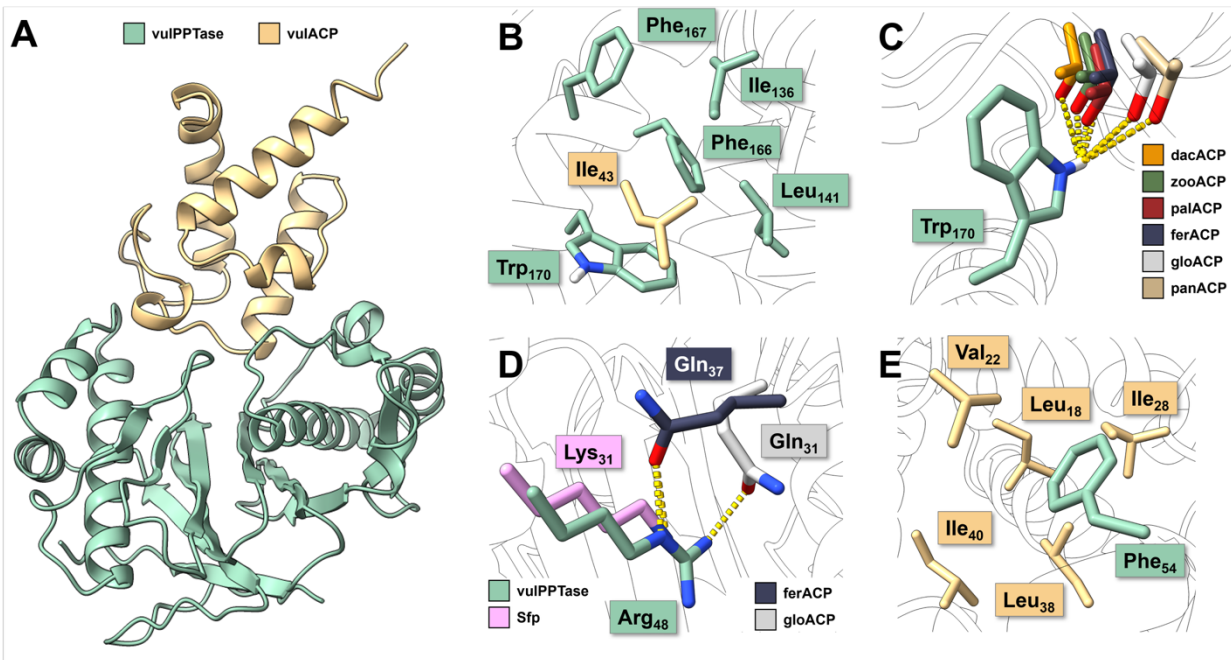 A
vulPPTase
vulACP
B
Phe167
Ile136
Phe166
Ile43
Leu141
Trp170
C
Trp170
dacACP
zooACP
palACP
ferACP
gloACP
panACP
D
Gln37
Lys31
Gln31
vulPPTase
Sfp
Arg48
ferACP
gloACP
E
Val22
Leu18
Ile28
Ile40
Leu38
Phe54